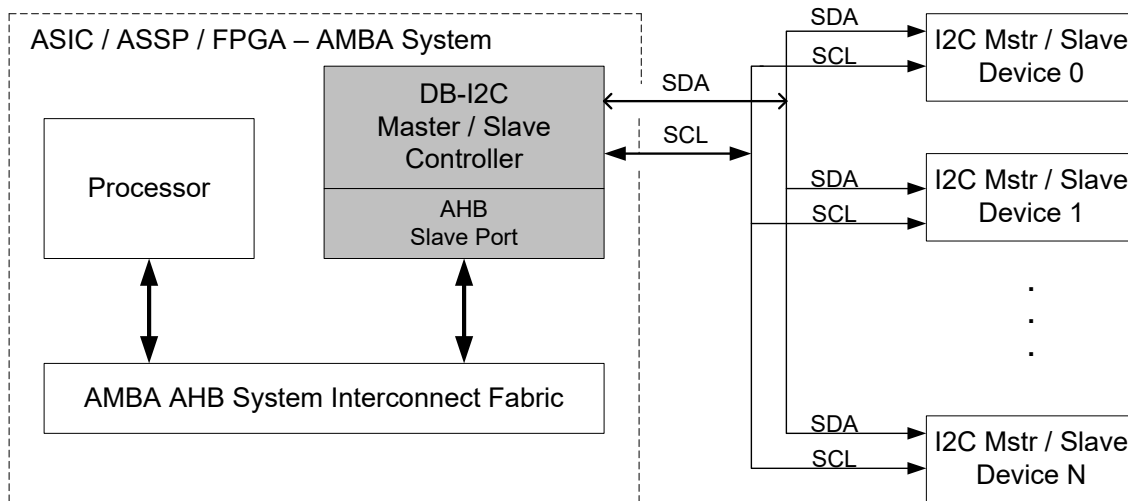 ASIC / ASSP / FPGA – AMBA System
DB-I2C
Master / Slave
Controller
AHB
Slave Port
Processor
AMBA AHB System Interconnect Fabric
SDA
SCL
SDA
SCL
I2C Mstr / Slave
Device 0
SDA
SCL
I2C Mstr / Slave
Device 1
.
.
.
SDA
SCL
I2C Mstr / Slave
Device N